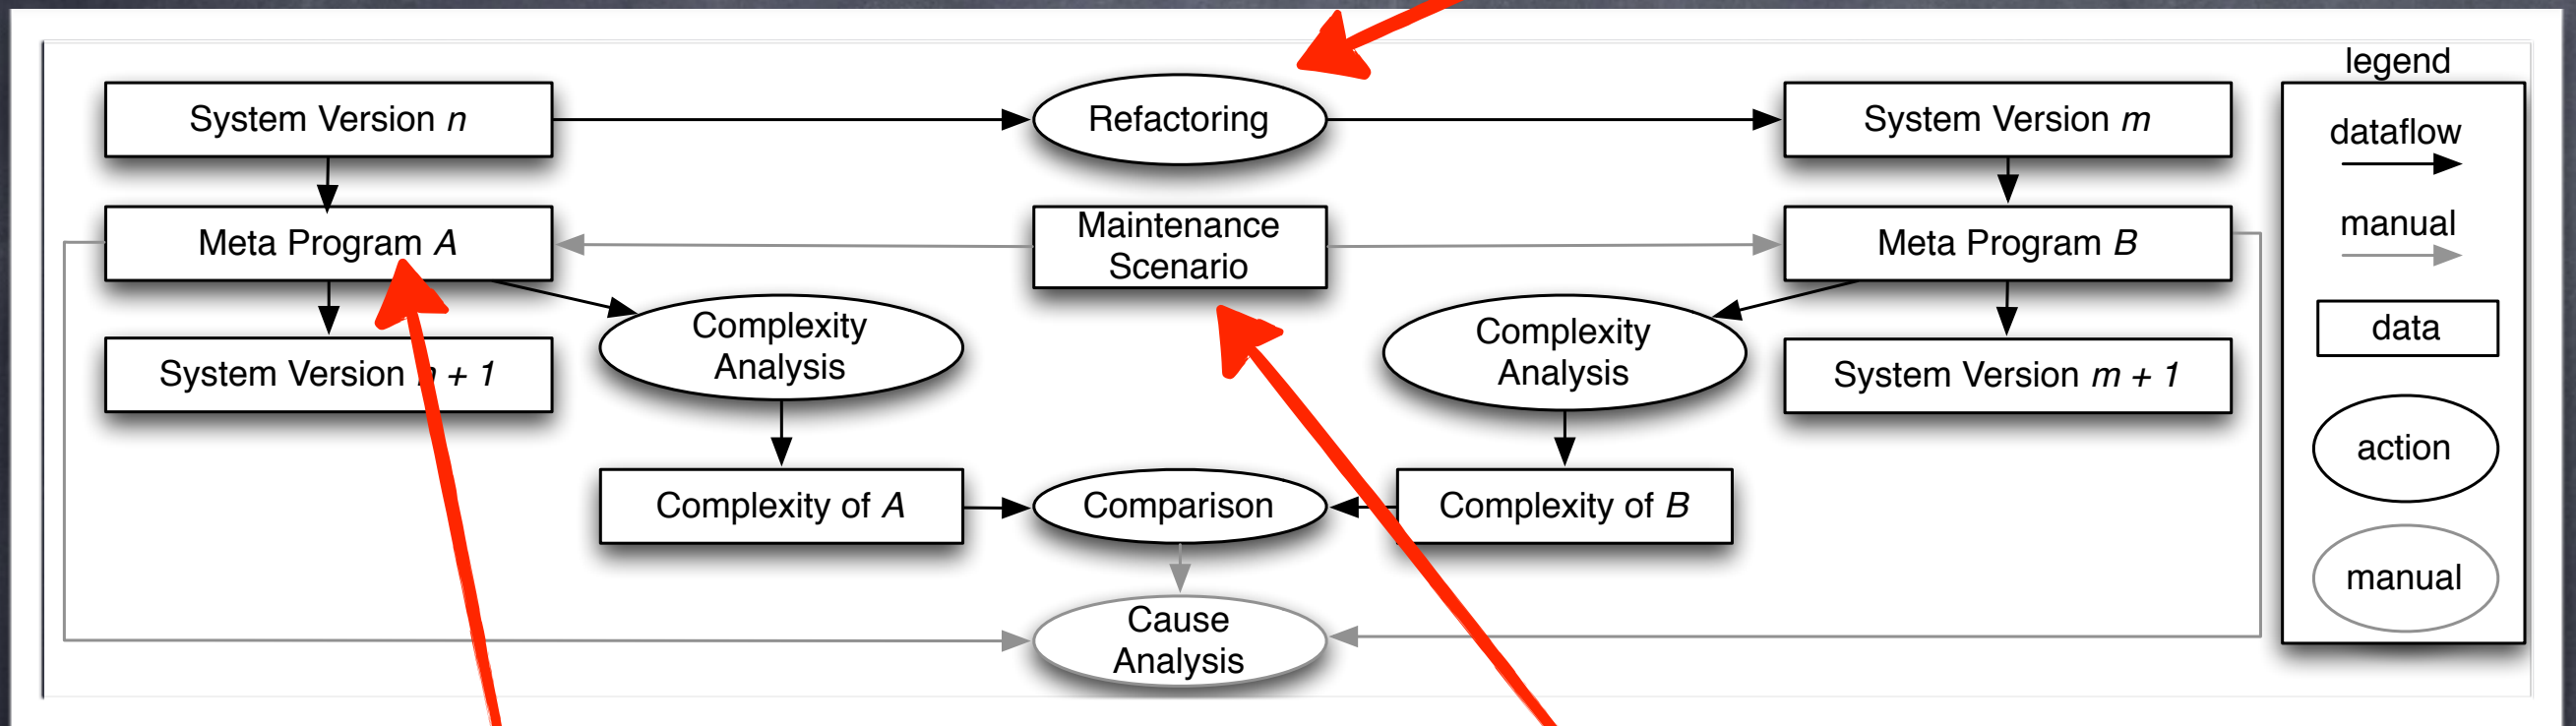 legend
System Version n
Refactoring
System Version m
dataflow
Meta Program A
Maintenance
Scenario
Meta Program B
manual
System Version n + 1
Complexity
Analysis
Complexity
Analysis
System Version m + 1
data
action
Complexity of A
Comparison
Complexity of B
manual
Cause
Analysis